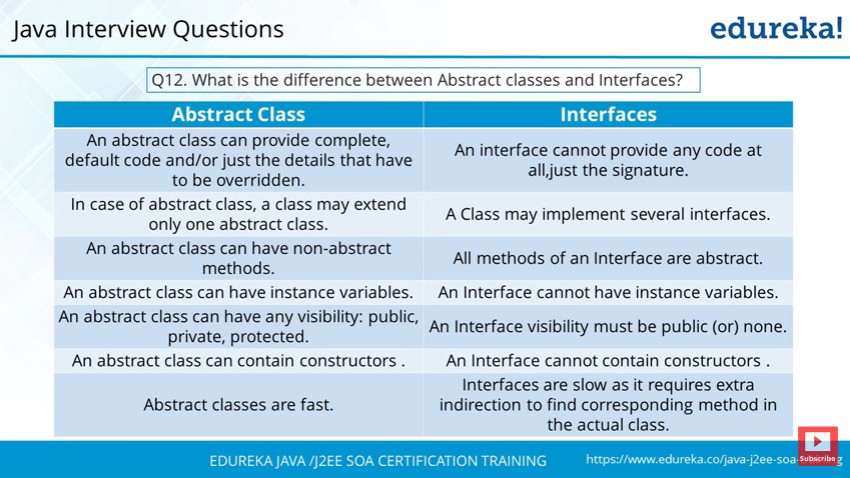 Java Interview Questions
edureka!
Q12. What is the difference between Abstract classes and Interfaces?
Abstract Class
Interfaces
An abstract class can provide complete,
default code and/or just the details that have
to be overridden.
An interface cannot provide any code at
all,just the signature.
In case of abstract class, a class may extend
only one abstract class.
A Class may implement several interfaces.
An abstract class can have non-abstract
methods.
All methods of an Interface are abstract.
An abstract class can have instance variables.
An Interface cannot have instance variables.
An abstract class can have any visibility: public,
private, protected.
An Interface visibility must be public (or) none.
An abstract class can contain constructors .
An Interface cannot contain constructors .
Abstract classes are fast.
Interfaces are slow as it requires extra
indirection to find corresponding method in
the actual class.
EDUREKA JAVA /J2EE SOA CERTIFICATION TRAINING
https://www.edureka.co/java-j2ee-soa-
Subscribe